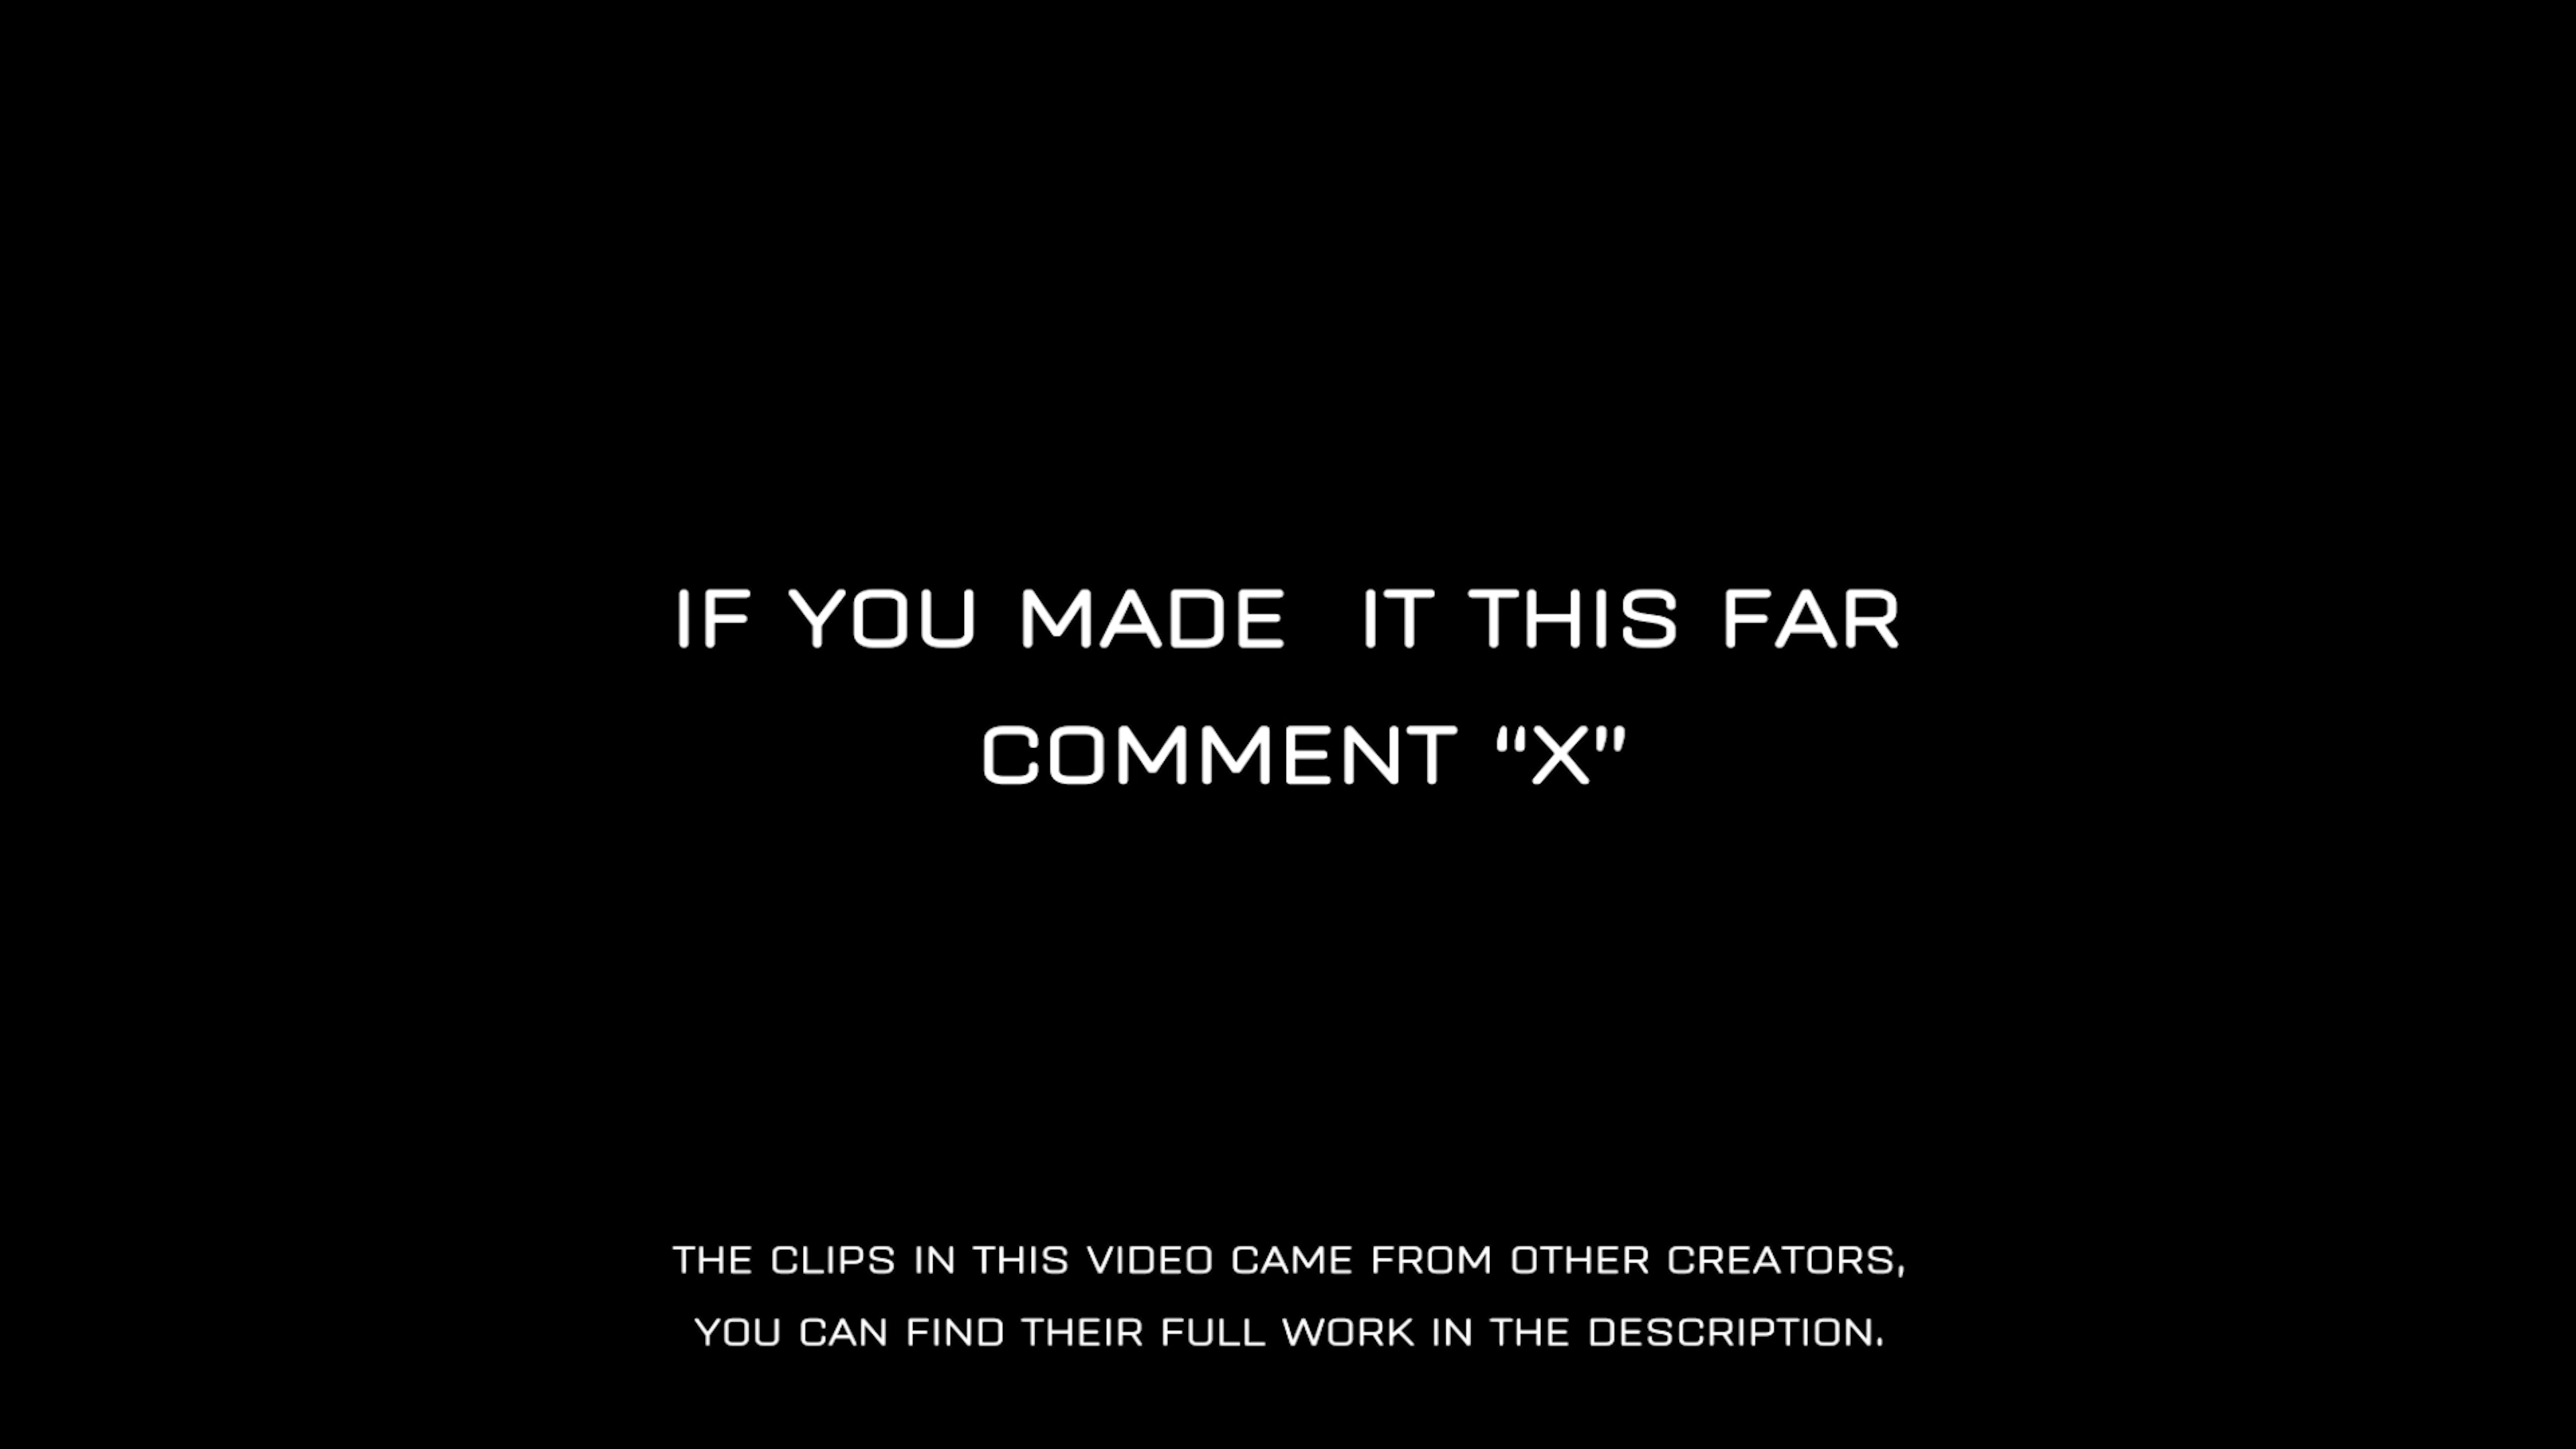 IF YOU MADE  IT THIS FAR
COMMENT “X”
THE CLIPS IN THIS VIDEO CAME FROM OTHER CREATORS,
YOU CAN FIND THEIR FULL WORK IN THE DESCRIPTION.